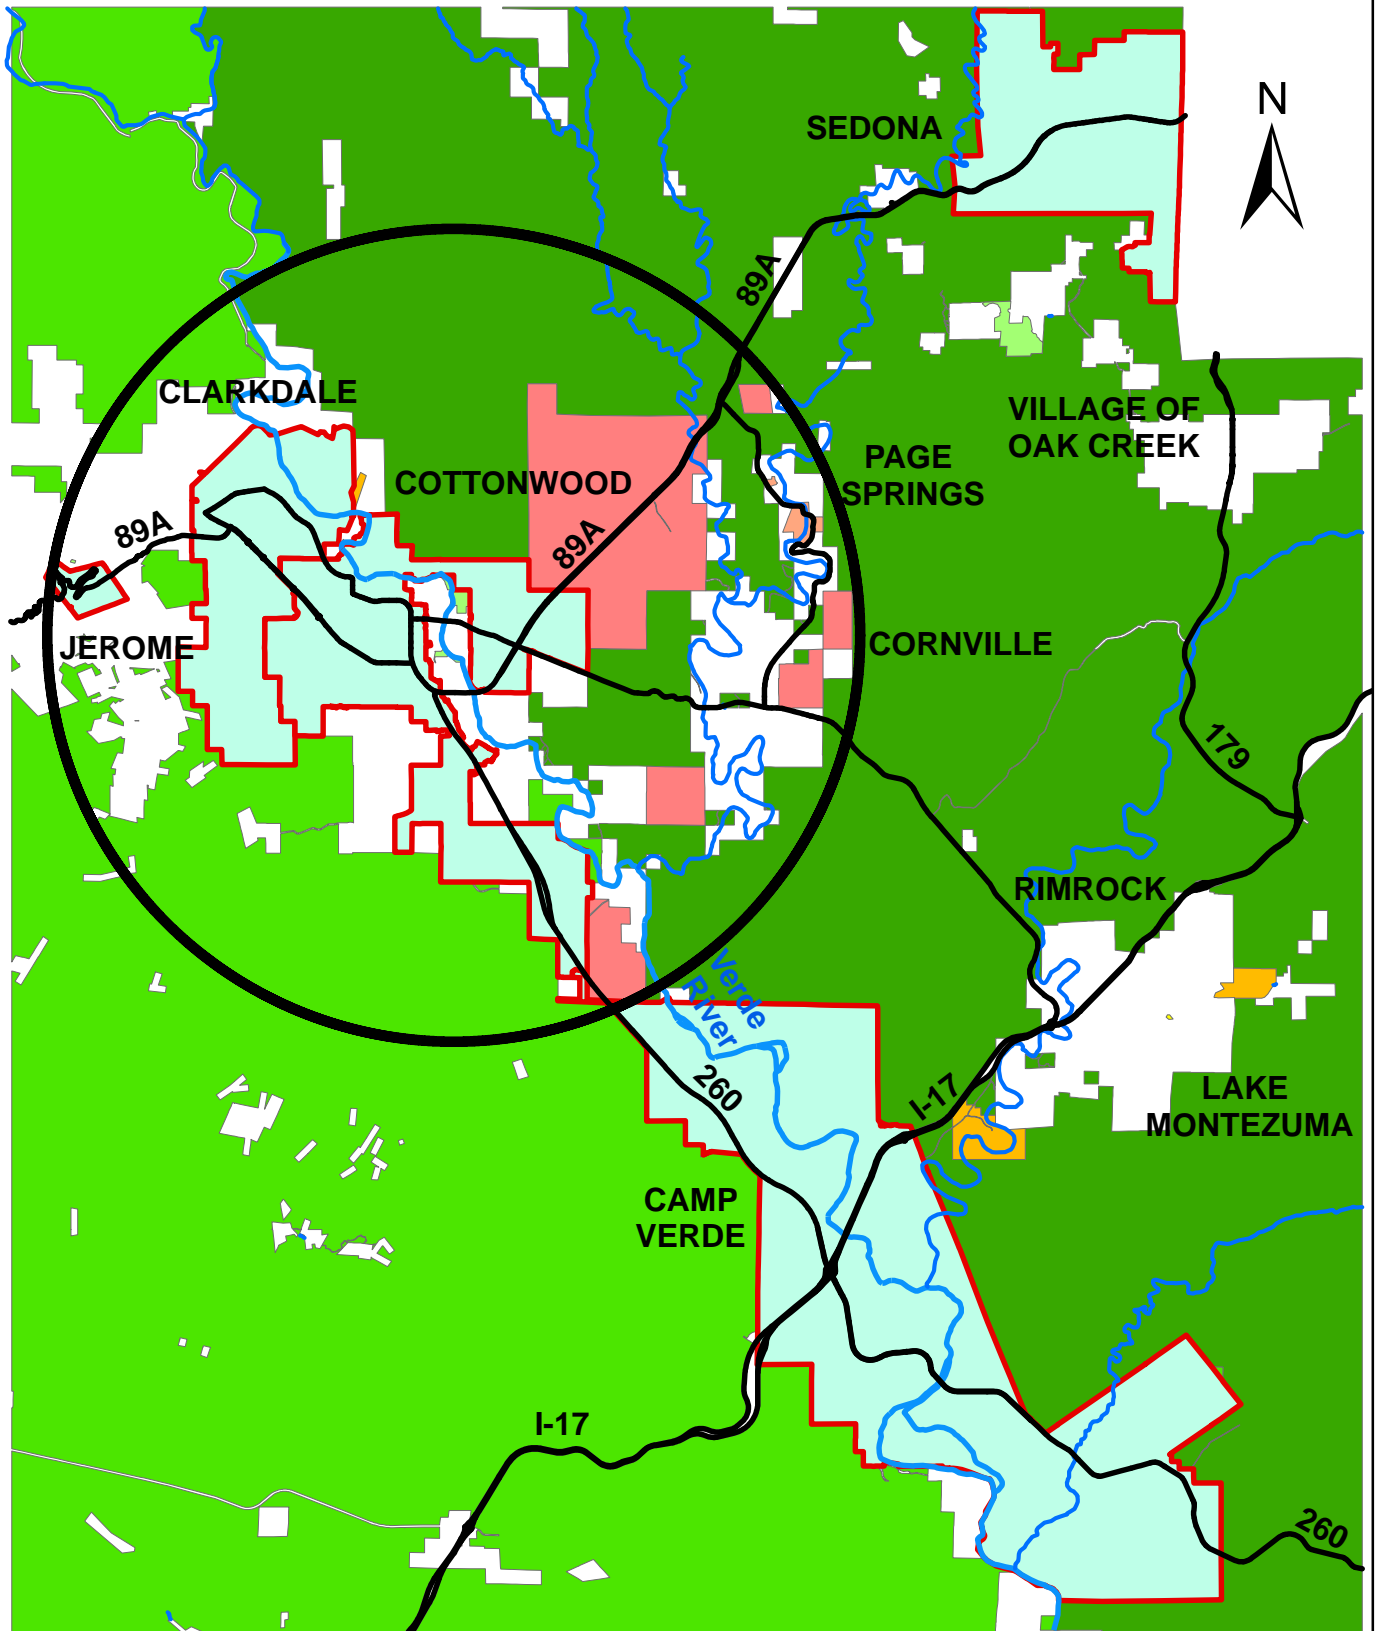 N
SEDONA
89A
CLARKDALE
VILLAGE OF
OAK CREEK
PAGE
SPRINGS
COTTONWOOD
89A
89A
JEROME
CORNVILLE
179
RIMROCK
Verde
River
260
I-17
LAKE
MONTEZUMA
CAMP
VERDE
I-17
260